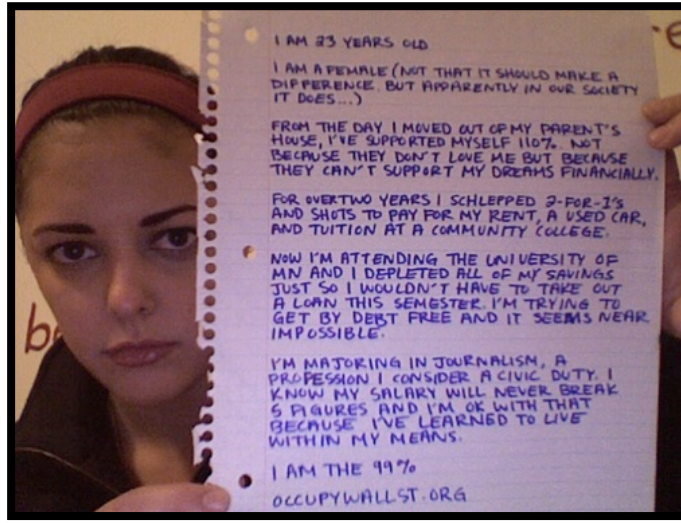 I AM 23 YEARS OLD
I AM A FEMALE (NOT THAT IT SHOULD MAKE A
DIFFERENCE. BUT APPARENTLY IN OUR SOCIETY
IT DOES...)
FROM THE DAY I MOVED OUT OF MY PARENT'S
HOUSE, I'VE SUPPORTED MYSELF 110%. NOT
BECAUSE THEY DON'T LOVE ME BUT BECAUSE
THEY CAN'T SUPPORT MY DREAMS FINANCIALLY.
FOR OVER TWO YEARS I SCHLEPPED 2-FOR-1'S
AND SHOTS TO PAY FOR MY RENT, A USED CAR,
AND TUITION AT A COMMUNITY COLLEGE.
NOW I'M ATTENDING THE UNIVERSITY OF
MN AND I DEPLETED ALL OF MY SAVINGS
JUST SO I WOULDN'T HAVE TO TAKE OUT
A LOAN THIS SEMESTER. I'M TRYING TO
GET BY DEBT FREE AND IT SEEMS NEAR
IMPOSSIBLE.
I'M MAJORING IN JOURNALISM, A
PROFESSION I CONSIDER A CIVIC DUTY. I
KNOW MY SALARY WILL NEVER BREAK
5 FIGURES AND I'M OK WITH THAT
BECAUSE I'VE LEARNED TO LIVE
WITHIN MY MEANS.
I AM THE 99%
OCCUPYWALLST.ORG